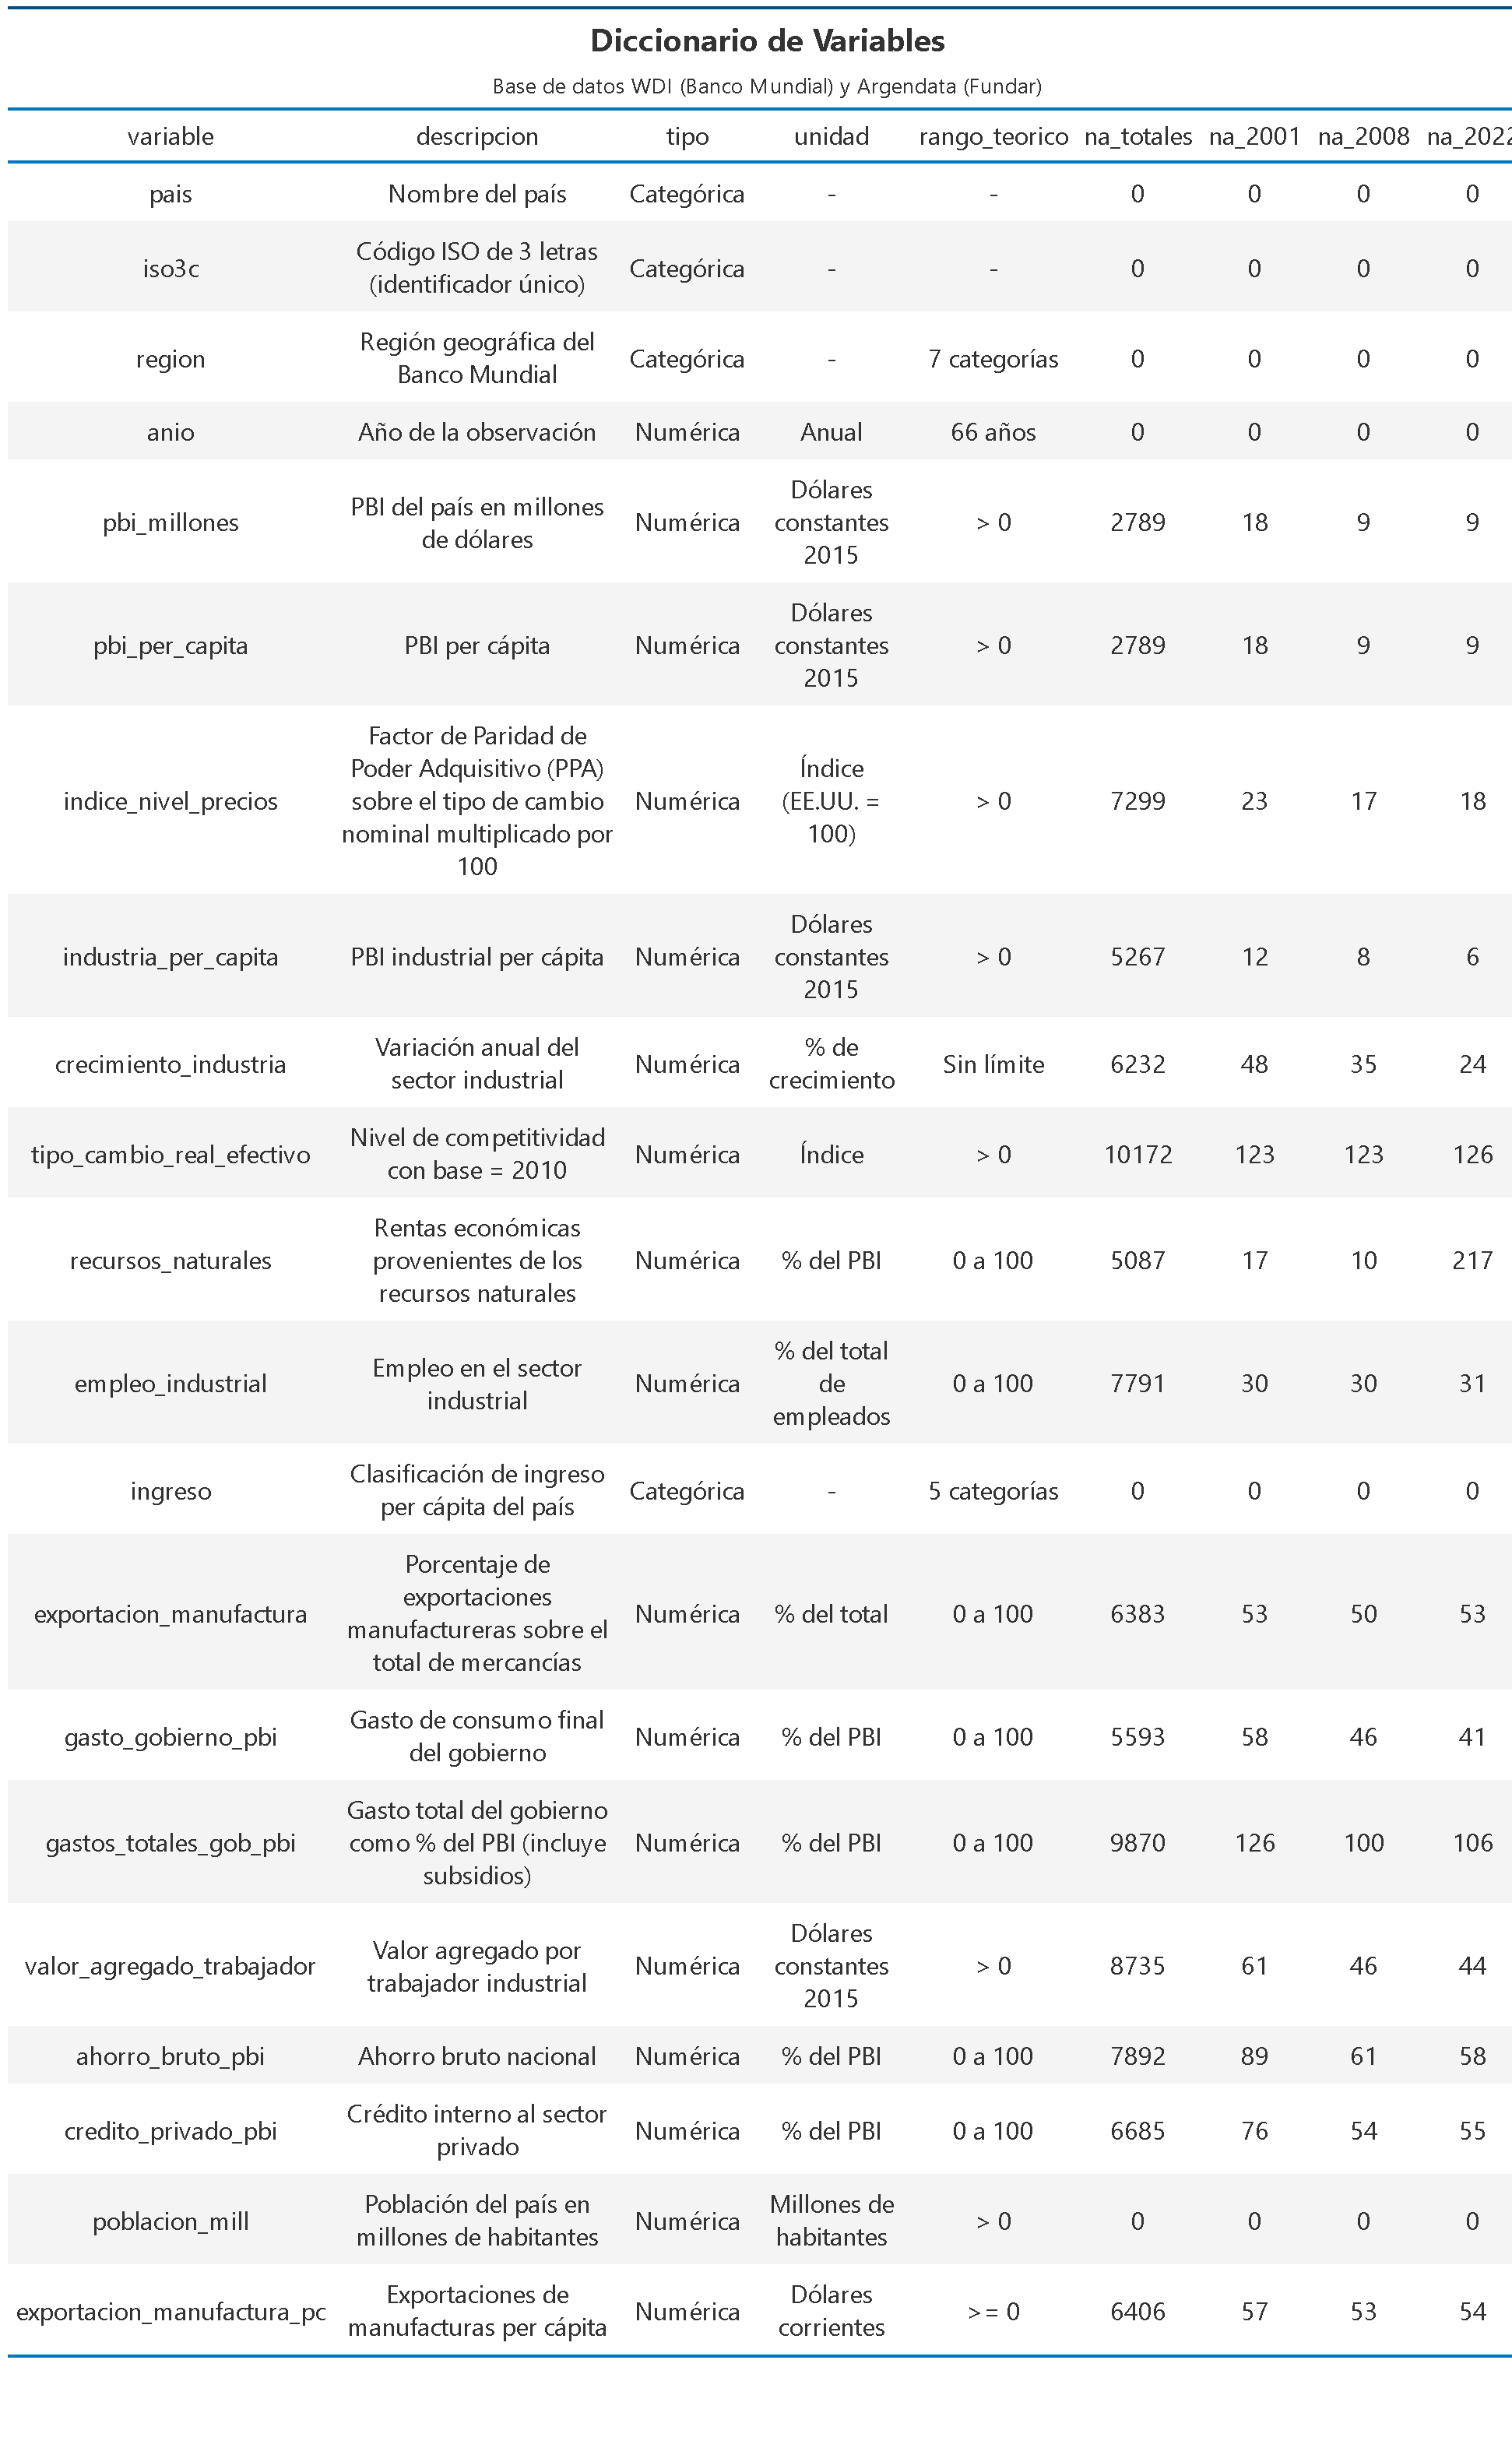 Diccionario de Variables
Base de datos WDI (Banco Mundial) y Argendata (Fundar)
variable descripcion tipo unidad rango_teorico na_totales na_2001 na_2008 na_2022
pais Nombre del país Categórica - - 0 0 0 0
Código ISO de 3 letras
iso3c Categórica - - 0 0 0 0
(identificador único)
Región geográfica del
region Categórica - 7 categorías 0 0 0 0
Banco Mundial
anio Año de la observación Numérica Anual 66 años 0 0 0 0
Dólares
PBI del país en millones
pbi_millones Numérica constantes > 0 2789 18 9 9
de dólares
2015
Dólares
pbi_per_capita PBI per cápita Numérica constantes > 0 2789 18 9 9
2015
Factor de Paridad de
Poder Adquisitivo (PPA) Índice
indice_nivel_precios sobre el tipo de cambio Numérica (EE.UU. = > 0 7299 23 17 18
nominal multiplicado por 100)
100
Dólares
industria_per_capita PBI industrial per cápita Numérica constantes > 0 5267 12 8 6
2015
Variación anual del % de
crecimiento_industria Numérica Sin límite 6232 48 35 24
sector industrial crecimiento
Nivel de competitividad
tipo_cambio_real_efectivo Numérica Índice > 0 10172 123 123 126
con base = 2010
Rentas económicas
recursos_naturales provenientes de los Numérica % del PBI 0 a 100 5087 17 10 217
recursos naturales
% del total
Empleo en el sector
empleo_industrial Numérica de 0 a 100 7791 30 30 31
industrial
empleados
Clasificación de ingreso
ingreso Categórica - 5 categorías 0 0 0 0
per cápita del país
Porcentaje de
exportaciones
exportacion_manufactura Numérica % del total 0 a 100 6383 53 50 53
manufactureras sobre el
total de mercancías
Gasto de consumo final
gasto_gobierno_pbi Numérica % del PBI 0 a 100 5593 58 46 41
del gobierno
Gasto total del gobierno
gastos_totales_gob_pbi como % del PBI (incluye Numérica % del PBI 0 a 100 9870 126 100 106
subsidios)
Dólares
Valor agregado por
valor_agregado_trabajador Numérica constantes > 0 8735 61 46 44
trabajador industrial
2015
ahorro_bruto_pbi Ahorro bruto nacional Numérica % del PBI 0 a 100 7892 89 61 58
Crédito interno al sector
credito_privado_pbi Numérica % del PBI 0 a 100 6685 76 54 55
privado
Población del país en Millones de
poblacion_mill Numérica > 0 0 0 0 0
millones de habitantes habitantes
Exportaciones de Dólares
exportacion_manufactura_pc Numérica >= 0 6406 57 53 54
manufacturas per cápita corrientes